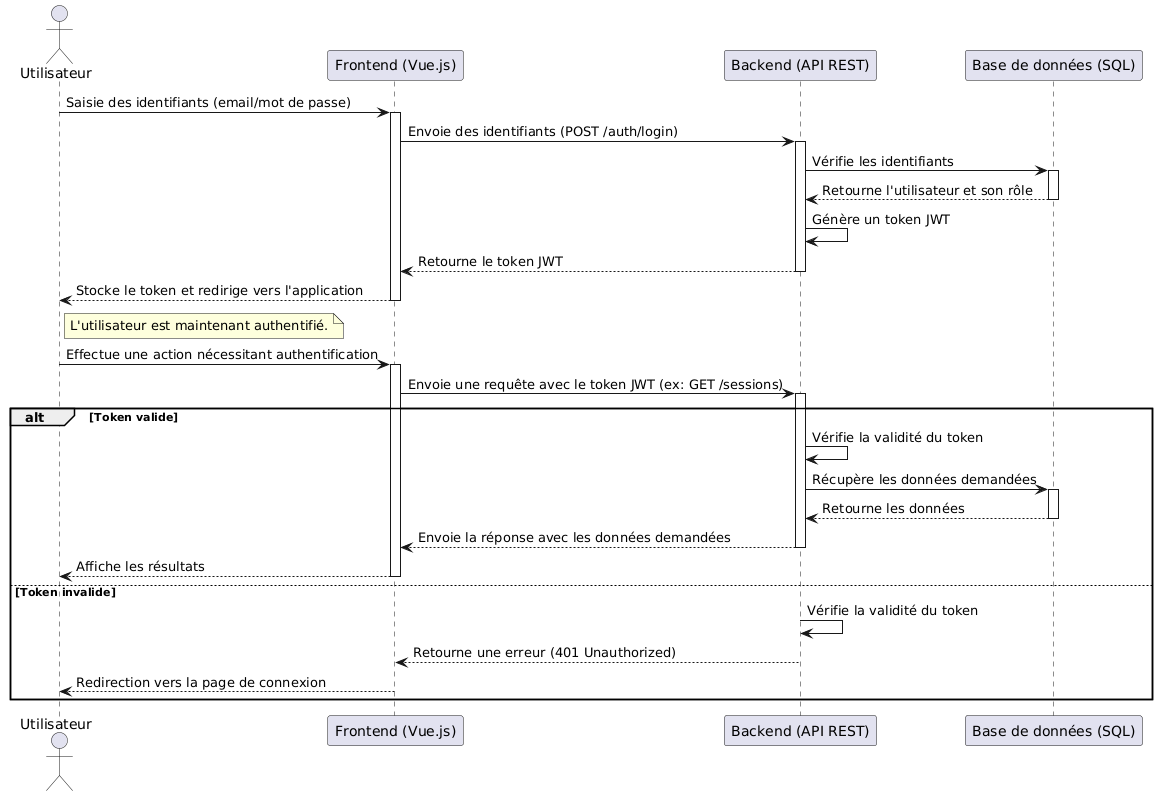 Utilisateur
Frontend (Vue.js)
Backend (API REST)
Base de données (SQL)
Saisie des identifiants (email/mot de passe)
Envoie des identifiants (POST /auth/login)
Vérifie les identifiants
Retourne l'utilisateur et son rôle
Génère un token JWT
Retourne le token JWT
Stocke le token et redirige vers l'application
L'utilisateur est maintenant authentifié.
Effectue une action nécessitant authentification
Envoie une requête avec le token JWT (ex: GET /sessions)
alt
[Token valide]
Vérifie la validité du token
Récupère les données demandées
Retourne les données
Envoie la réponse avec les données demandées
Affiche les résultats
[Token invalide]
Vérifie la validité du token
Retourne une erreur (401 Unauthorized)
Redirection vers la page de connexion
Utilisateur
Frontend (Vue.js)
Backend (API REST)
Base de données (SQL)